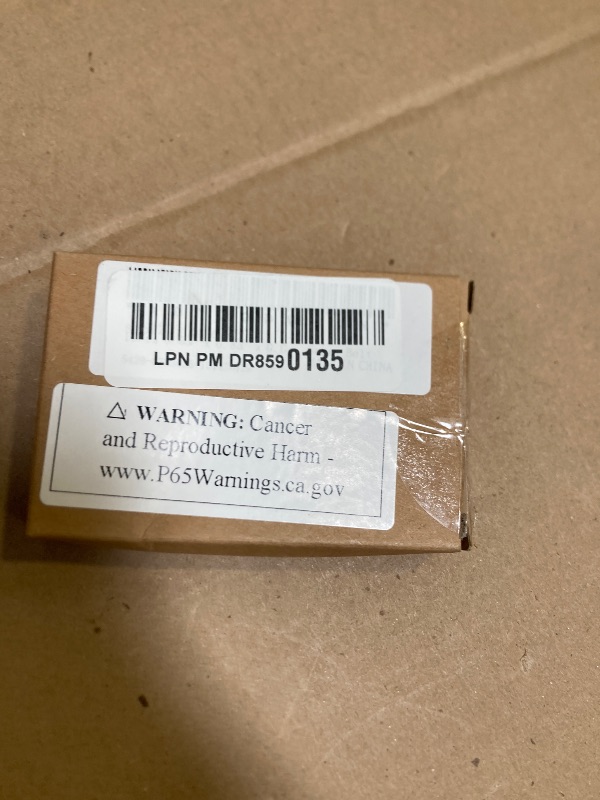 LPN PM DR8590135
⚠ WARNING: Cancer
and Reproductive Harm -
www.P65Warnings.ca.gov